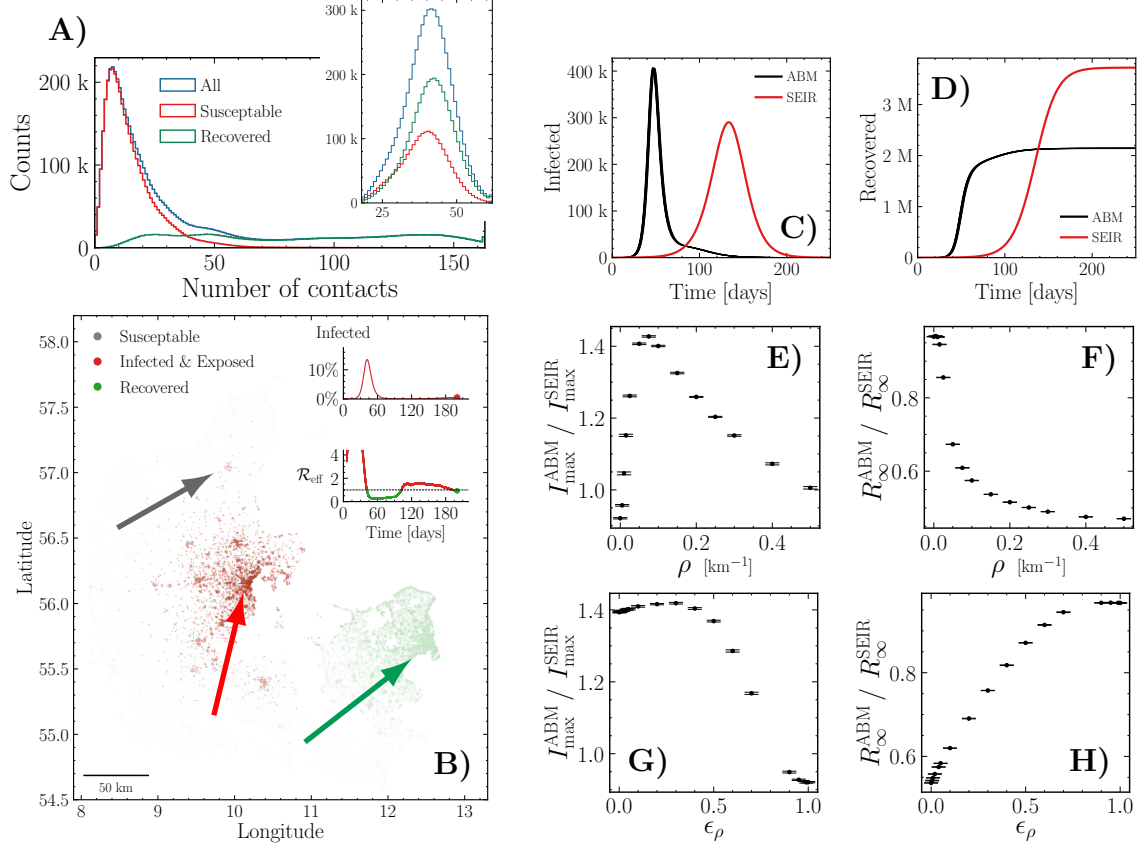 A)
300 k
200 k
100 k
0
25
50
200 k
100 k
0
Counts
All
Susceptable
Recovered
0
50
100
150
Number of contacts
400 k
300 k
200 k
100 k
0
Infected
ABM
SEIR
C)
0
100
200
Time [days]
3 M
2 M
1 M
0
Recovered
D)
ABM
SEIR
0
100
200
Time [days]
58.0
57.5
57.0
56.5
56.0
55.5
55.0
54.5
Latitude
Susceptable
Infected & Exposed
Recovered
Infected
10%
0%
0
60
120
180
R_eff
4
2
1
0
0
60
120
180
Time [days]
B)
50 km
8
9
10
11
12
13
Longitude
1.4
1.2
1.0
I_max^ABM / I_max^SEIR
E)
0.0
0.2
0.4
ρ [km⁻¹]
0.8
0.6
R_∞^ABM / R_∞^SEIR
F)
0.0
0.2
0.4
ρ [km⁻¹]
1.4
1.2
1.0
I_max^ABM / I_max^SEIR
G)
0.0
0.5
1.0
ϵ_ρ
0.8
0.6
R_∞^ABM / R_∞^SEIR
H)
0.0
0.5
1.0
ϵ_ρ